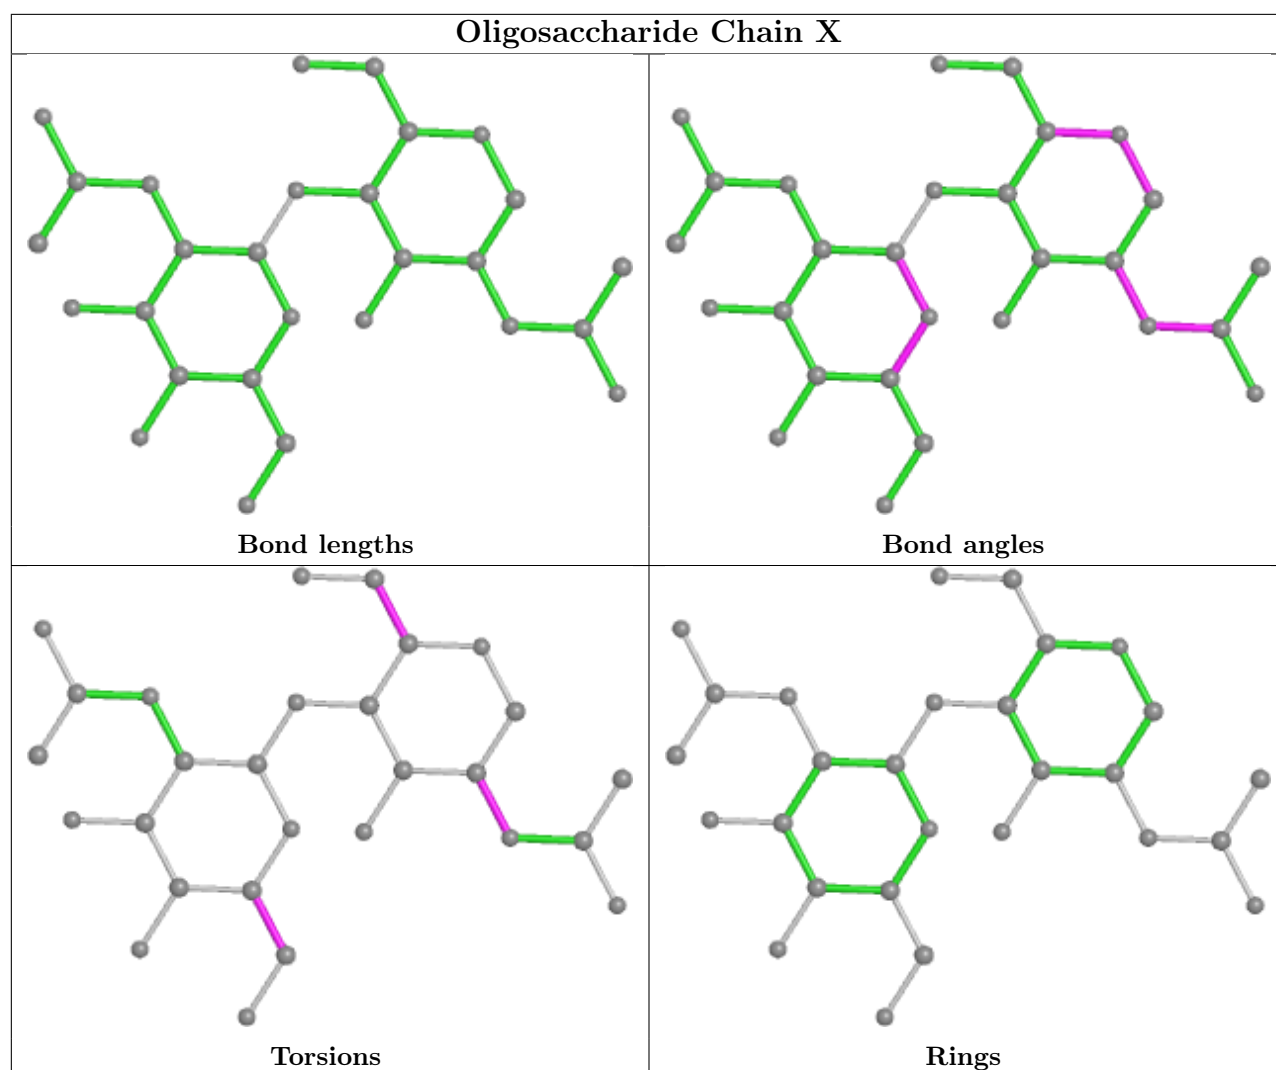 Oligosaccharide Chain X
Bond lengths
Bond angles
Torsions
Rings